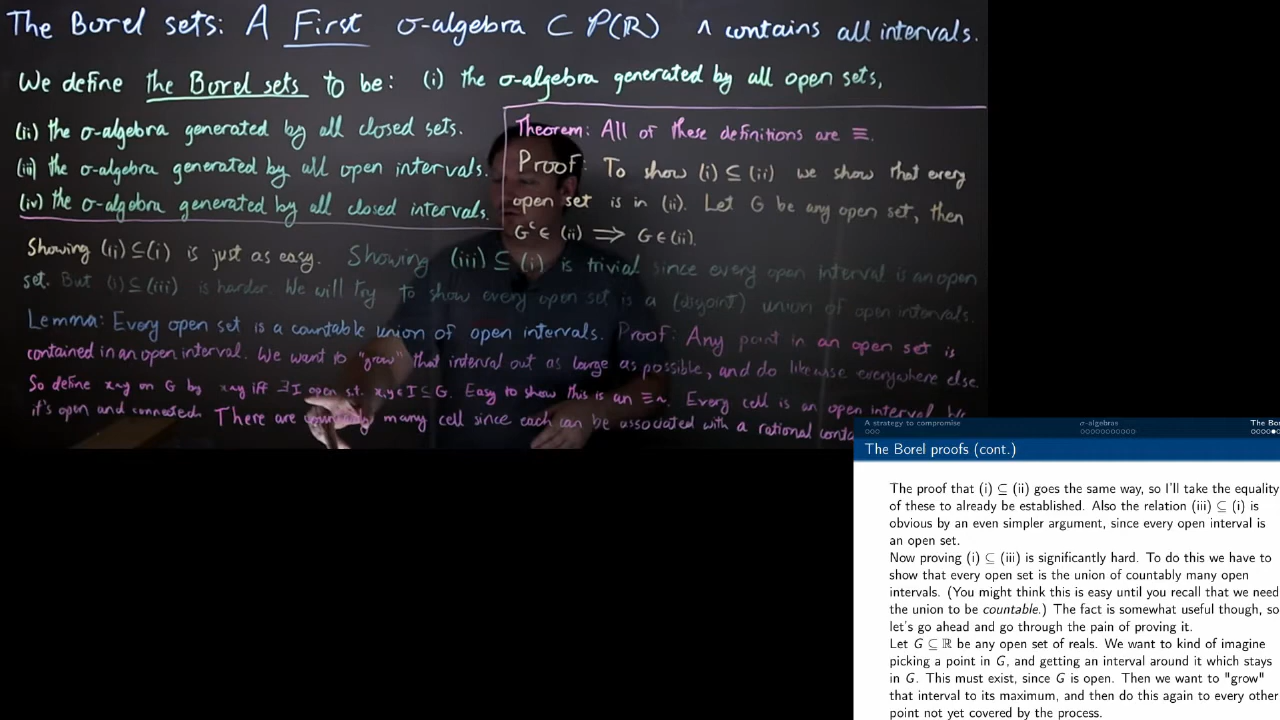 The Borel sets: A First σ-algebra ⊂ P(ℝ) ∧ contains all intervals.
We define the Borel sets to be: (i) the σ-algebra generated by all open sets,
(ii) the σ-algebra generated by all closed sets.
(iii) the σ-algebra generated by all open intervals.
(iv) the σ-algebra generated by all closed intervals.
Theorem: All of these definitions are ≡.
Proof: To show (i) ⊆ (ii) we show that every
open set is in (ii). Let G be any open set, then
Gᶜ ∈ (ii) ⟹ G ∈ (ii).
Showing (ii) ⊆ (i) is just as easy. Showing (iii) ⊆ (i) is trivial since every open interval is an open
set. But (i) ⊆ (iii) is harder. We will try to show every open set is a (disjoint) union of open intervals.
Lemma: Every open set is a countable union of open intervals. Proof: Any point in an open set is
contained in an open interval. We want to "grow" that interval out as large as possible, and do likewise everywhere else.
So define x~y on G by x~y iff ∃I open s.t. x,y ∈ I ⊆ G. Easy to show this is an ≡~. Every cell is an open interval b/c
it's open and connected. There are many cell since each can be associated with a rational
A strategy to compromise
σ-algebras
The Bor
The Borel proofs (cont.)
The proof that (i) ⊆ (ii) goes the same way, so I'll take the equality
of these to already be established. Also the relation (iii) ⊆ (i) is
obvious by an even simpler argument, since every open interval is
an open set.
Now proving (i) ⊆ (iii) is significantly hard. To do this we have to
show that every open set is the union of countably many open
intervals. (You might think this is easy until you recall that we need
the union to be countable.) The fact is somewhat useful though, so
let's go ahead and go through the pain of proving it.
Let G ⊆ ℝ be any open set of reals. We want to kind of imagine
picking a point in G, and getting an interval around it which stays
in G. This must exist, since G is open. Then we want to "grow"
that interval to its maximum, and then do this again to every other
point not yet covered by the process.